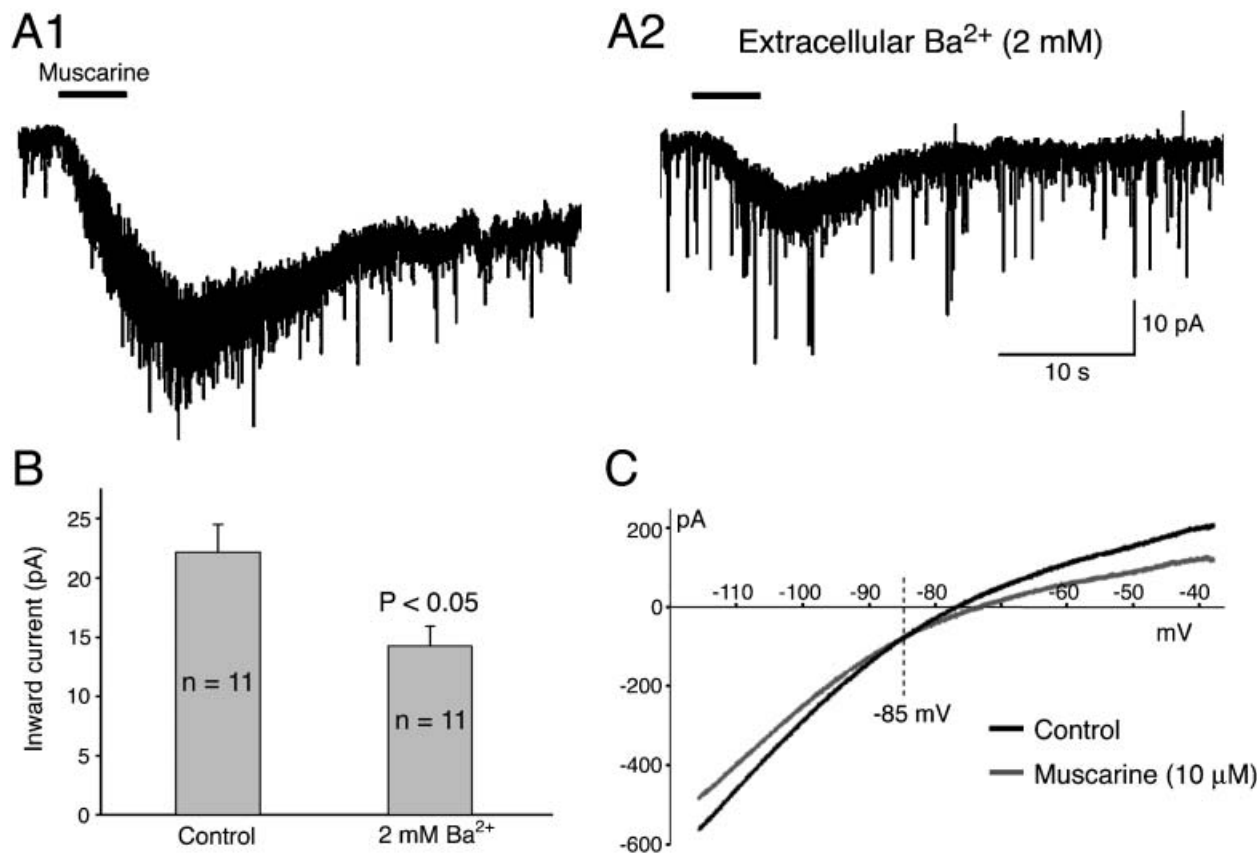 A1
Muscarine
A2
Extracellular Ba²⁺ (2 mM)
10 pA
10 s
B
Inward current (pA)
25
20
15
10
5
0
P < 0.05
n = 11
n = 11
Control
2 mM Ba²⁺
C
pA
200
0
-200
-400
-600
-110
-100
-90
-80
-70
-60
-50
-40
mV
-85 mV
Control
Muscarine (10 µM)